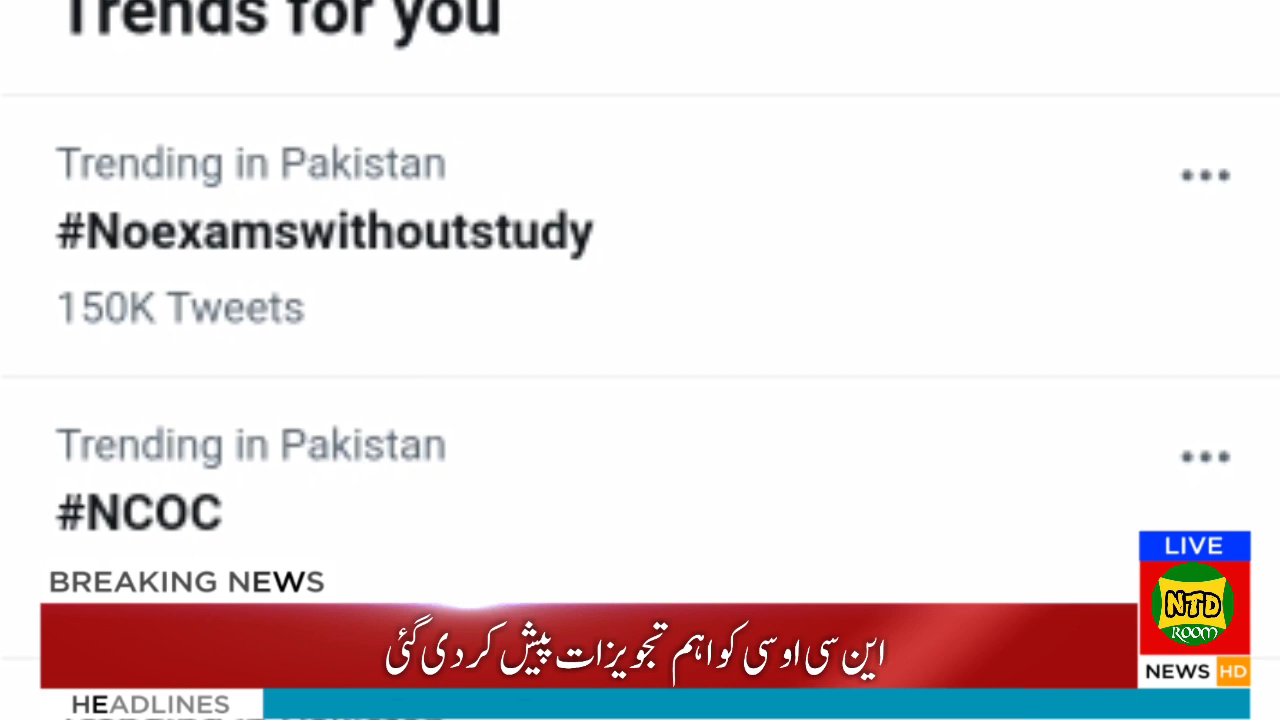 Trends for you
Trending in Pakistan
#Noexamswithoutstudy
150K Tweets
Trending in Pakistan
#NCOC
BREAKING NEWS
LIVE
NTD
ROOM
NEWS HD
این سی او سی کو اہم تجویزات پیش کر دی گئی
HEADLINES